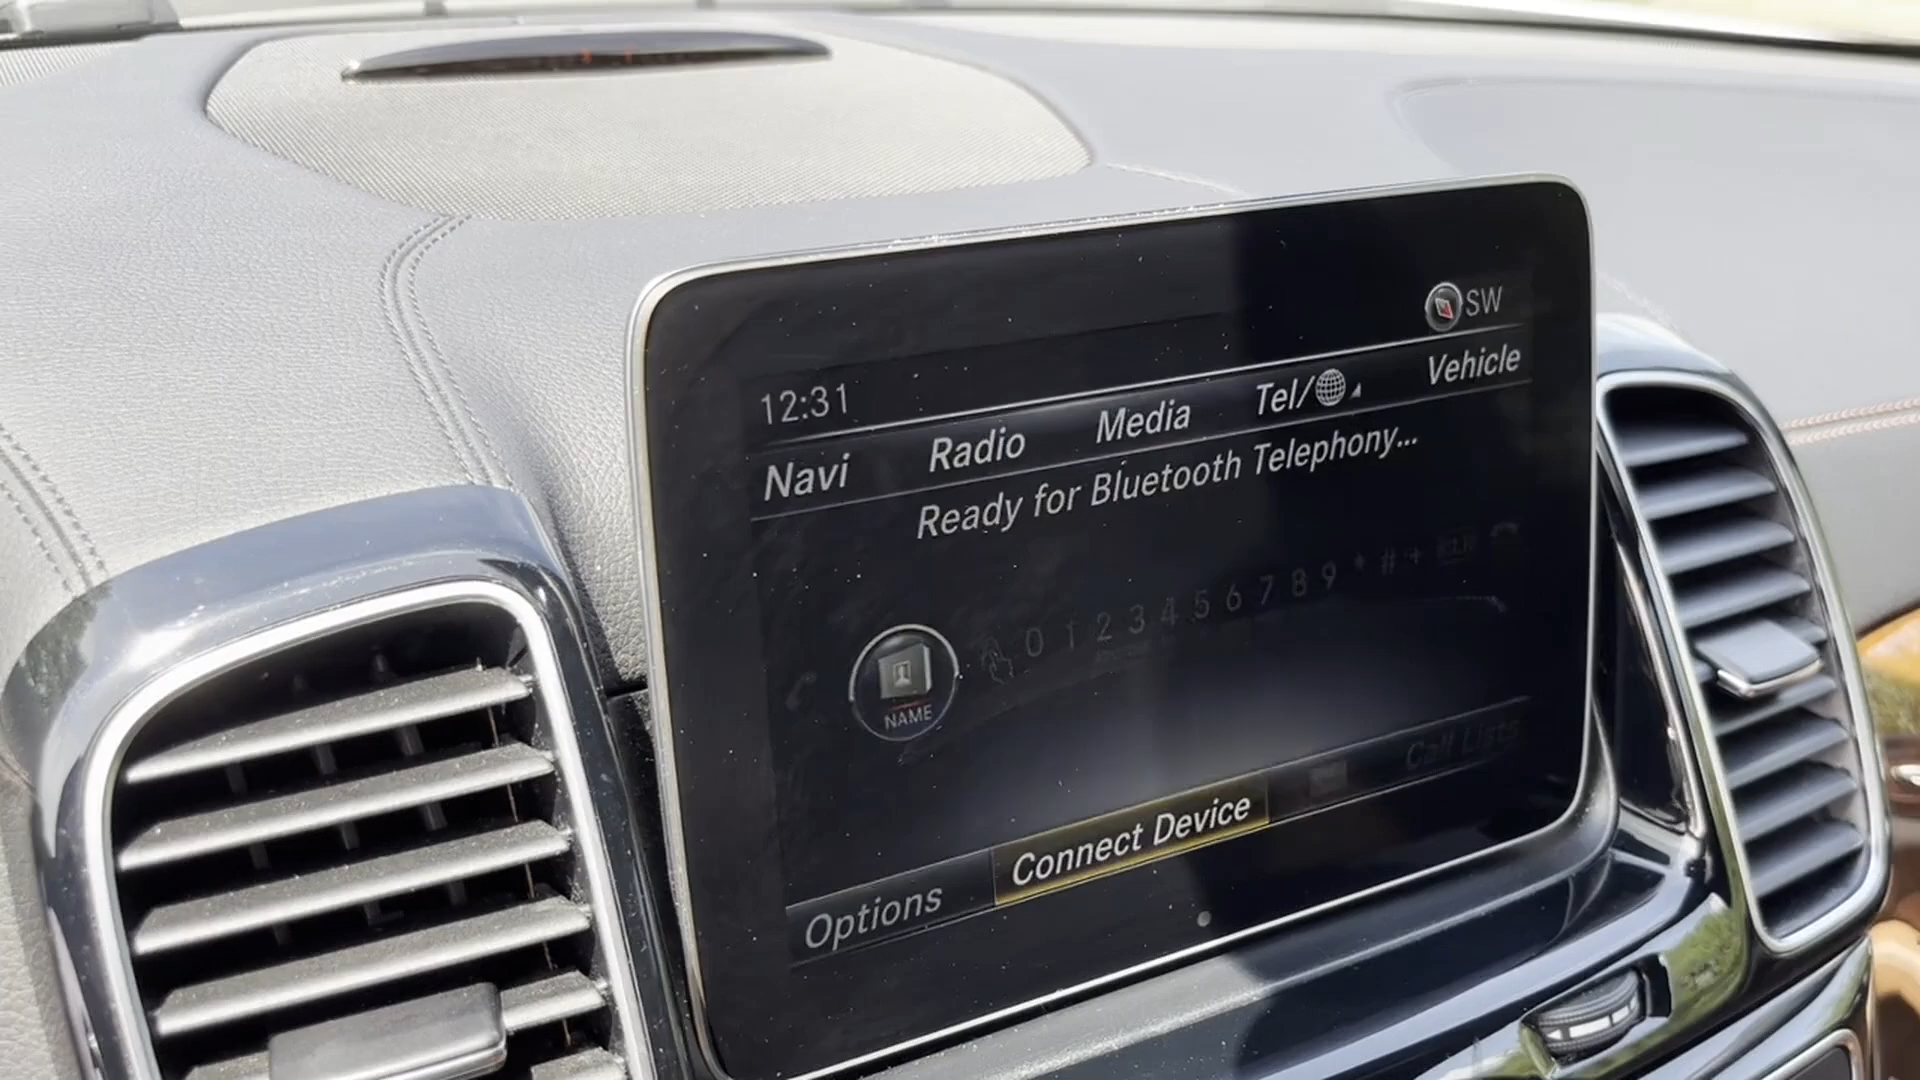 SW
12:31
Navi Radio Media Tel/ Vehicle
Ready for Bluetooth Telephony...
0 1 2 3 4 5 6 7 8 9 * # +
NAME
Options Connect Device Call Lists